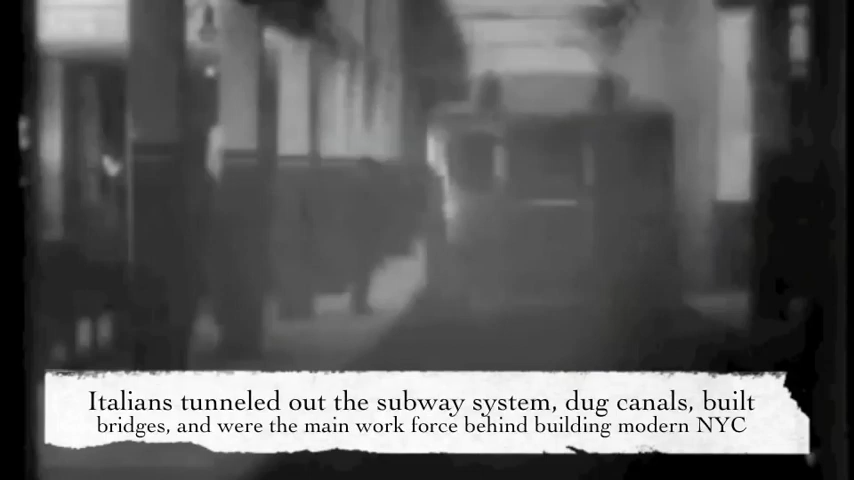 Italians tunneled out the subway system, dug canals, built
bridges, and were the main work force behind building modern NYC